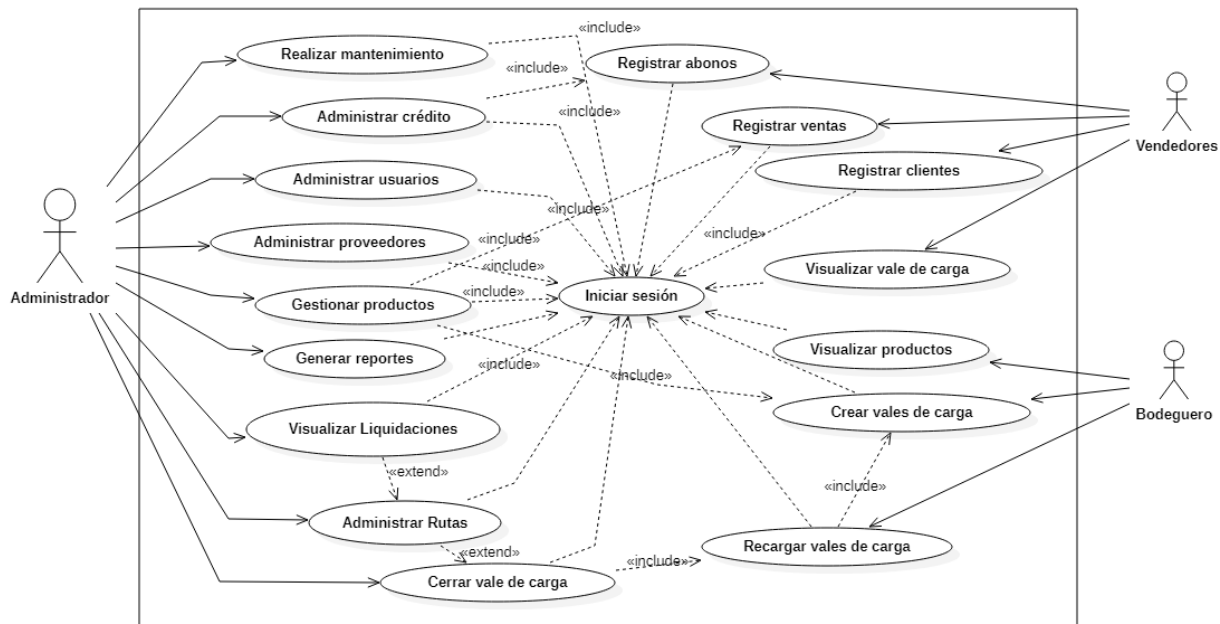 «include»
Realizar mantenimiento
Registrar abonos
«include»
Administrar crédito
«include»
Registrar ventas
Vendedores
Registrar clientes
Administrar usuarios
«include»
«include»
«include»
Administrar proveedores
«include»
Visualizar vale de carga
Administrador
Gestionar productos
«include»
Iniciar sesión
Visualizar productos
Generar reportes
«include»
«include»
Crear vales de carga
Bodeguero
Visualizar Liquidaciones
«extend»
«include»
Administrar Rutas
Recargar vales de carga
«extend»
«include»
Cerrar vale de carga